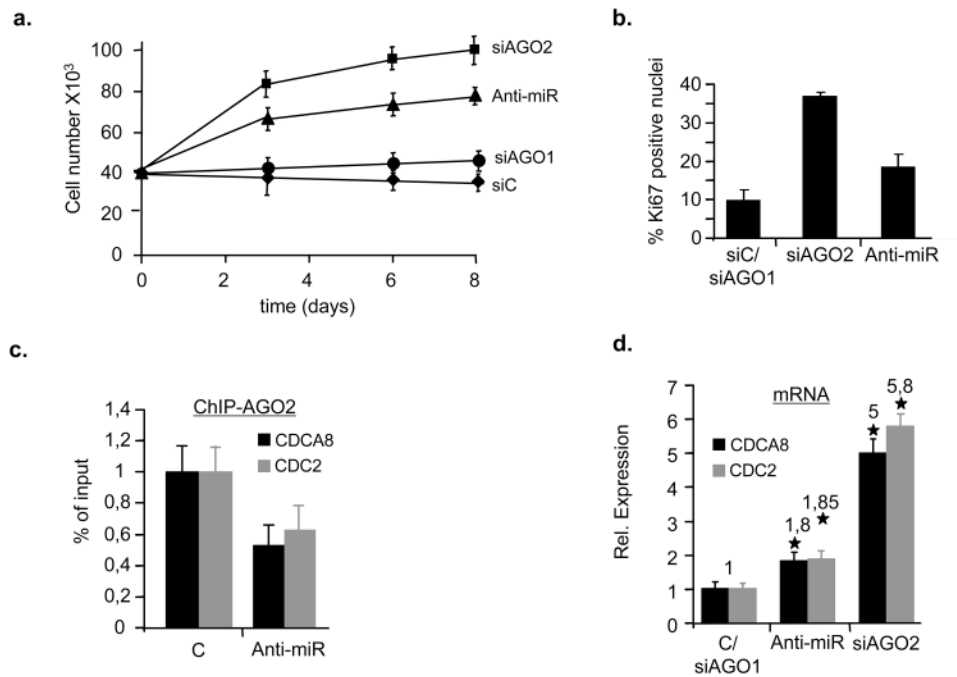 a.
Cell number X10³
100
80
60
40
20
0
0 2 4 6 8
time (days)
siAGO2
Anti-miR
siAGO1
siC
b.
% Ki67 positive nuclei
40
30
20
10
0
siC/
siAGO1
siAGO2
Anti-miR
c.
ChIP-AGO2
% of input
1,4
1,2
1
0,8
0,6
0,4
0,2
0
CDCA8
CDC2
C
Anti-miR
d.
mRNA
Rel. Expression
7
6
5
4
3
2
1
0
CDCA8
CDC2
1
1,8
1,85
5
5,8
C/
siAGO1
Anti-miR
siAGO2